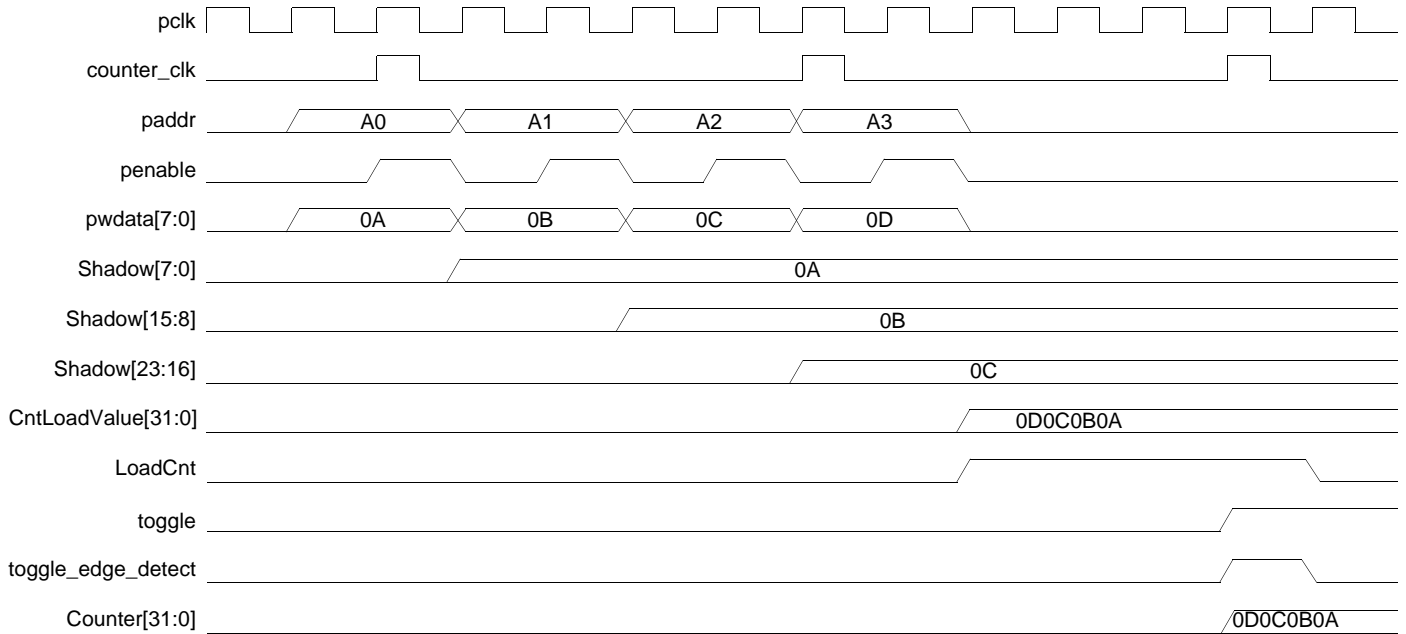 pclk
counter_clk
paddr A0 A1 A2 A3
penable
pwdata[7:0] 0A 0B 0C 0D
Shadow[7:0] 0A
Shadow[15:8] 0B
Shadow[23:16] 0C
CntLoadValue[31:0] 0D0C0B0A
LoadCnt
toggle
toggle_edge_detect
Counter[31:0] 0D0C0B0A